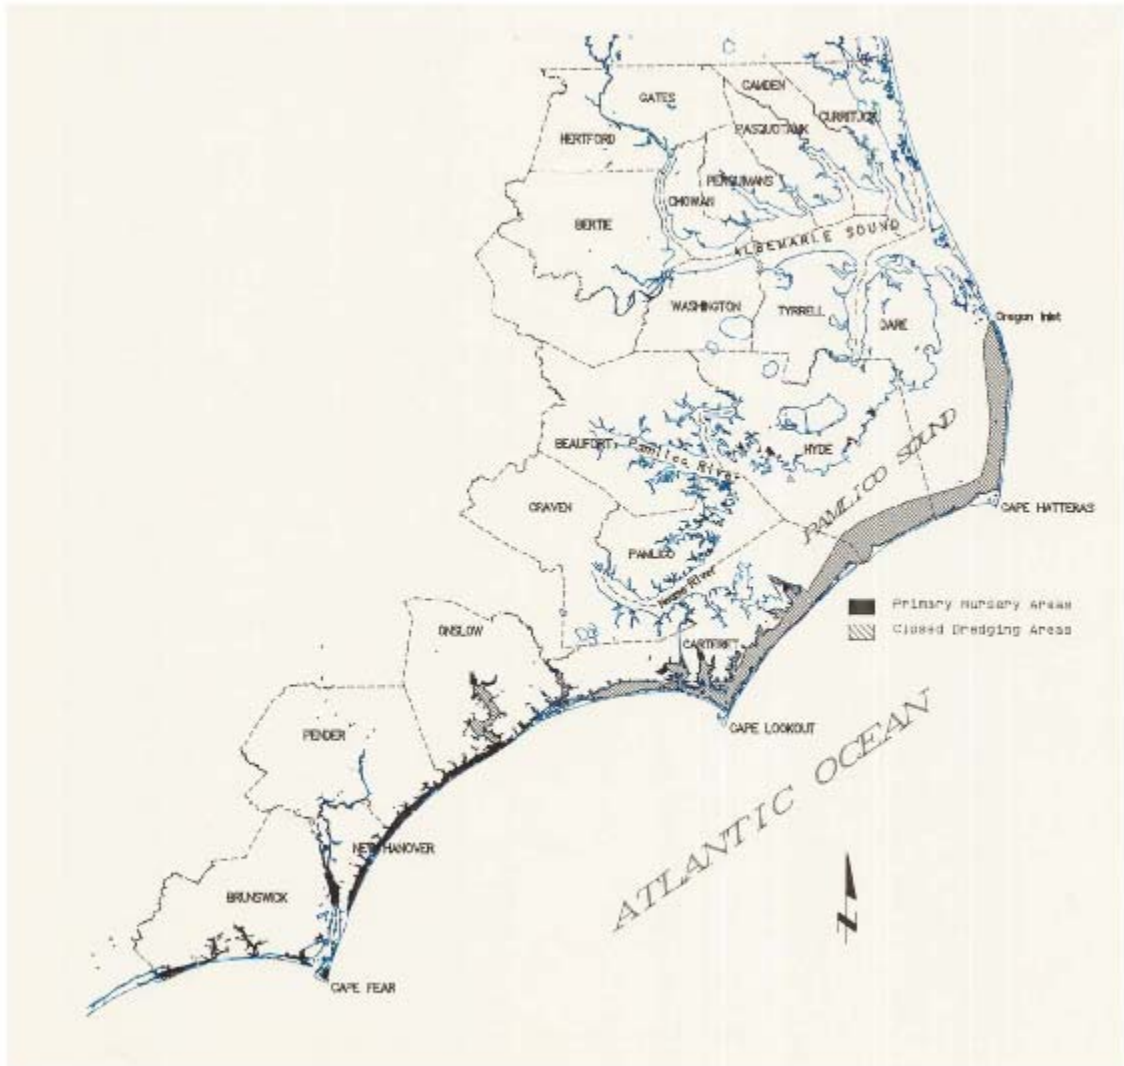 GATES
CAMDEN
CURRITUCK
PASQUOTANK
HERTFORD
PERQUIMANS
CHOWAN
BERTIE
ALBEMARLE SOUND
WASHINGTON
TYRRELL
DARE
Oregon Inlet
BEAUFORT
Pamlico River
HYDE
PAMLICO SOUND
CRAVEN
CAPE HATTERAS
PAMLICO
Neuse River
Primary Nursery Areas
Closed Dredging Areas
ONSLOW
CARTERET
CAPE LOOKOUT
PENDER
ATLANTIC OCEAN
NEW HANOVER
BRUNSWICK
N
CAPE FEAR